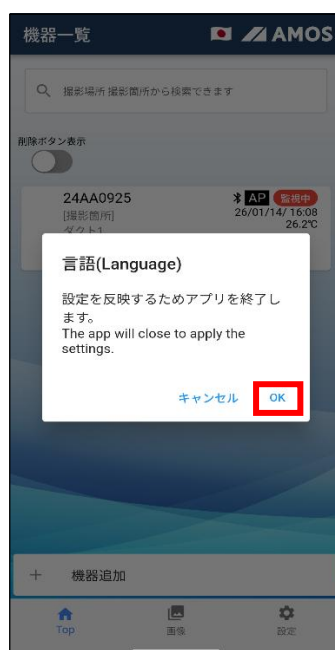 機器一覧
AMOS
撮影場所 撮影箇所から検索できます
削除ボタン表示
24AA0925
AP 監視中
[撮影箇所]
26/01/14/ 16:08
ダクト1
26.2℃
言語(Language)
設定を反映するためアプリを終了し
ます。
The app will close to apply the
settings.
キャンセル
OK
+ 機器追加
Top
画像
設定